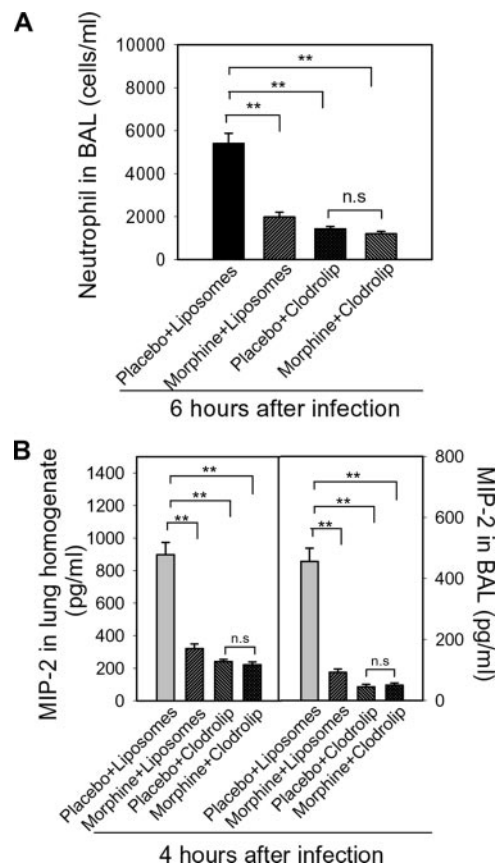 A
Neutrophil in BAL (cells/ml)
10000
8000
6000
4000
2000
0
**
**
**
n.s
Placebo+Liposomes
Morphine+Liposomes
Placebo+Clodrolip
Morphine+Clodrolip
6 hours after infection
B
MIP-2 in lung homogenate
(pg/ml)
1400
1200
1000
800
600
400
200
0
**
**
**
n.s
**
**
**
n.s
800
600
400
200
0
MIP-2 in BAL
(pg/ml)
Placebo+Liposomes
Morphine+Liposomes
Placebo+Clodrolip
Morphine+Clodrolip
Placebo+Liposomes
Morphine+Liposomes
Placebo+Clodrolip
Morphine+Clodrolip
4 hours after infection